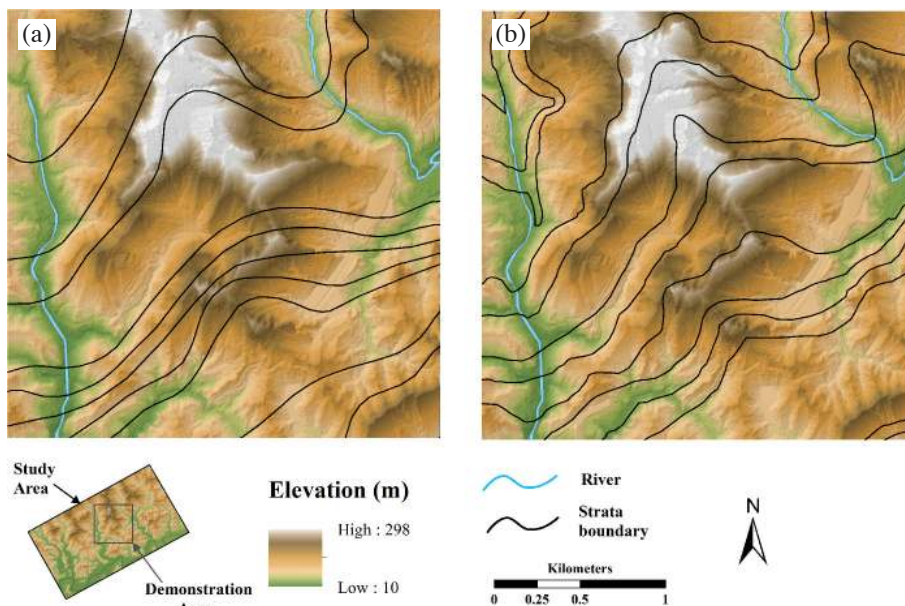 (a)
(b)
Study
Area
Demonstration
Elevation (m)
High : 298
Low : 10
River
Strata
boundary
Kilometers
0 0.25 0.5 1
N